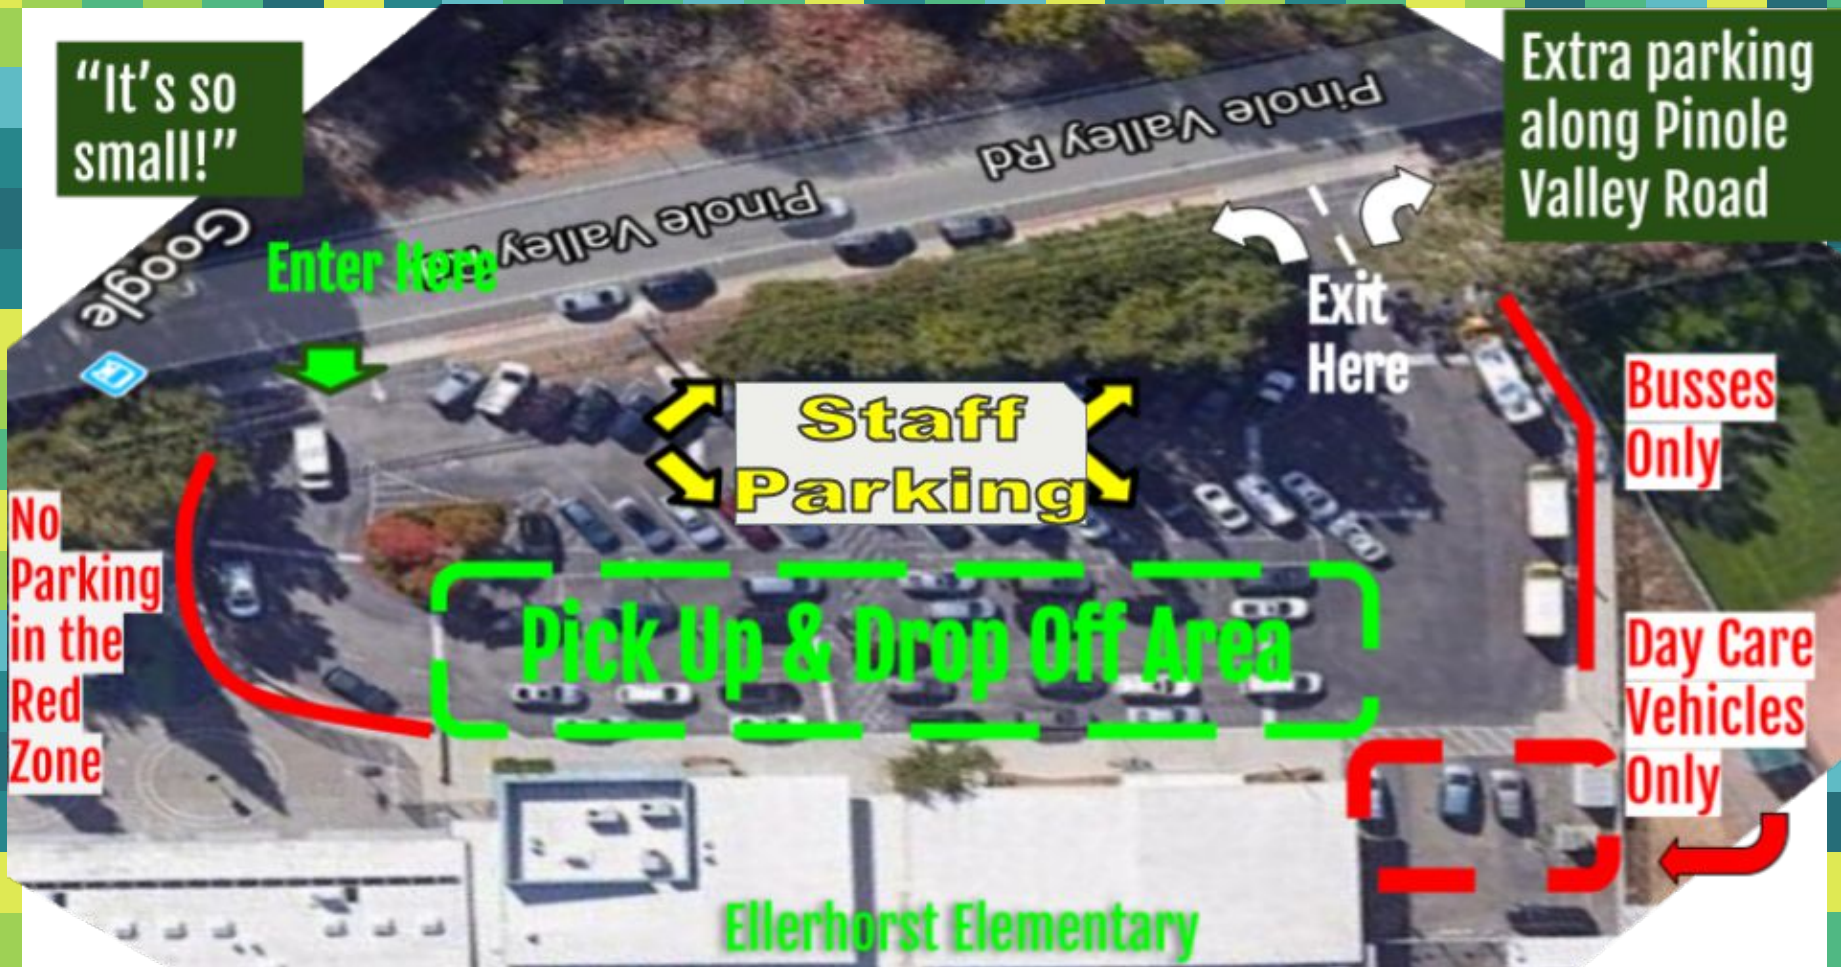 “It’s so
small!”
Extra parking
along Pinole
Valley Road
Pinole Valley Rd
Pinole Valley Rd
Google
Enter Here
Exit
Here
Staff
Parking
Busses
Only
No
Parking
in the
Red
Zone
Pick Up & Drop Off Area
Day Care
Vehicles
Only
Ellerhorst Elementary